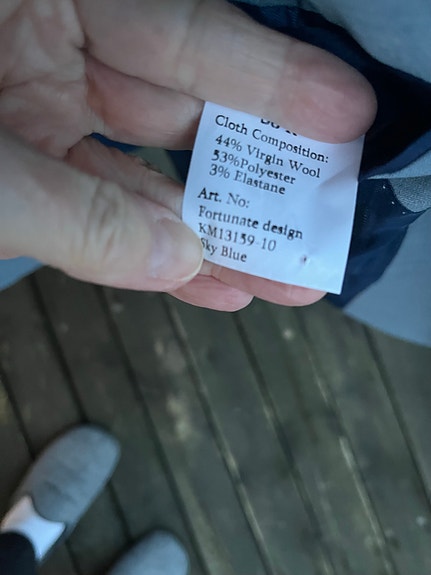 Cloth Composition:
44% Virgin Wool
53%Polyester
3% Elastane
Art. No:
Fortunate design
KM13159-10
Sky Blue